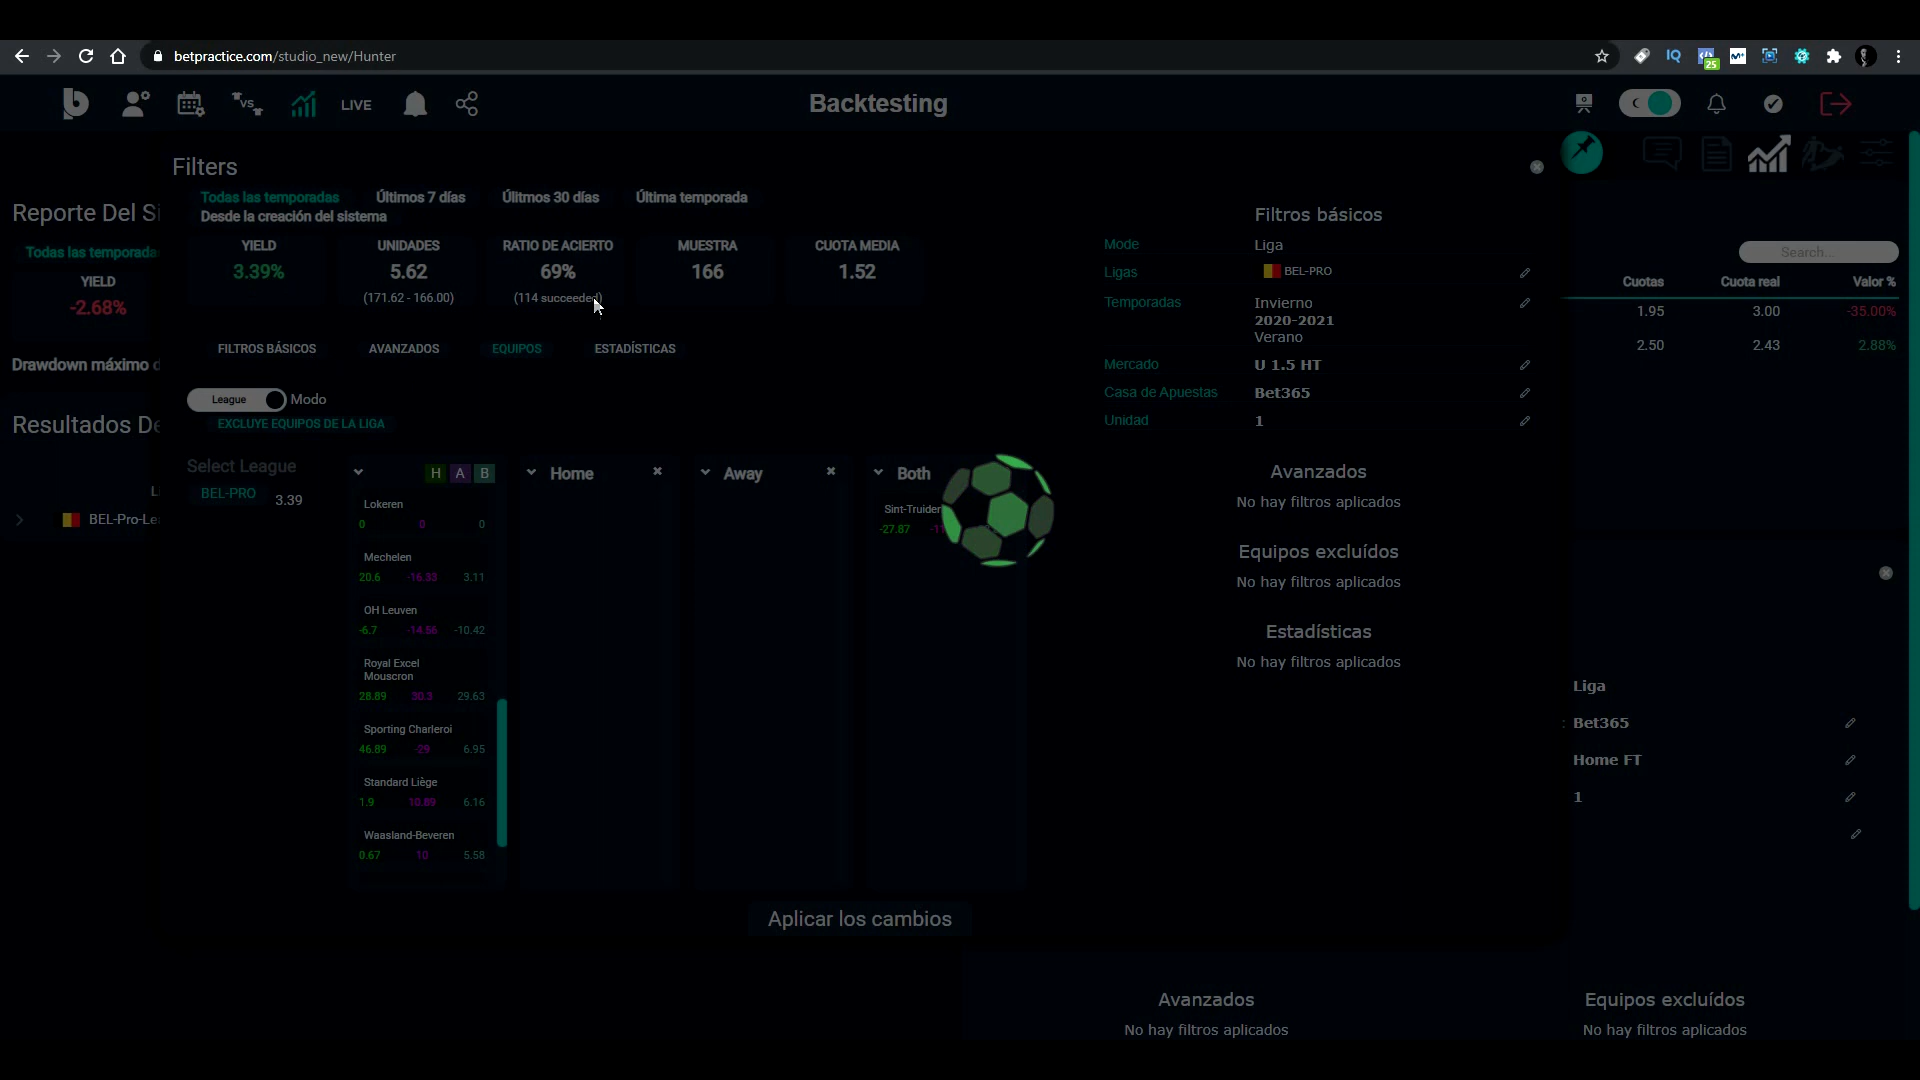 betpractice.com/studio_new/Hunter
25
VS
LIVE
Backtesting
Filters
Todas las temporadas
Últimos 7 días
Úlitmos 30 días
Última temporada
Desde la creación del sistema
YIELD
UNIDADES
RATIO DE ACIERTO
MUESTRA
CUOTA MEDIA
3.39%
5.62
69%
166
1.52
(171.62 - 166.00)
(114 succeeded)
FILTROS BÁSICOS
AVANZADOS
EQUIPOS
ESTADÍSTICAS
League
Modo
EXCLUYE EQUIPOS DE LA LIGA
Select League
BEL-PRO
3.39
H A B
Home
Away
Both
Lokeren
0 0 0
Mechelen
20.6 -16.33 3.11
OH Leuven
-6.7 -14.56 -10.42
Royal Excel
Mouscron
28.89 30.3 29.63
Sporting Charleroi
46.89 -29 6.95
Standard Liège
1.9 10.89 6.16
Waasland-Beveren
0.67 10 5.58
Sint-Truiden
-27.87
Aplicar los cambios
Filtros básicos
Mode Liga
Ligas BEL-PRO
Temporadas Invierno
2020-2021
Verano
Mercado U 1.5 HT
Casa de Apuestas Bet365
Unidad 1
Avanzados
No hay filtros aplicados
Equipos excluídos
No hay filtros aplicados
Estadísticas
No hay filtros aplicados
Reporte Del Si
Todas las temporada
YIELD
-2.68%
Drawdown máximo d
Resultados De
LI
BEL-Pro-Le
Search...
Cuotas Cuota real Valor %
1.95 3.00 -35.00%
2.50 2.43 2.88%
Liga
: Bet365
Home FT
1
Avanzados
No hay filtros aplicados
Equipos excluídos
No hay filtros aplicados